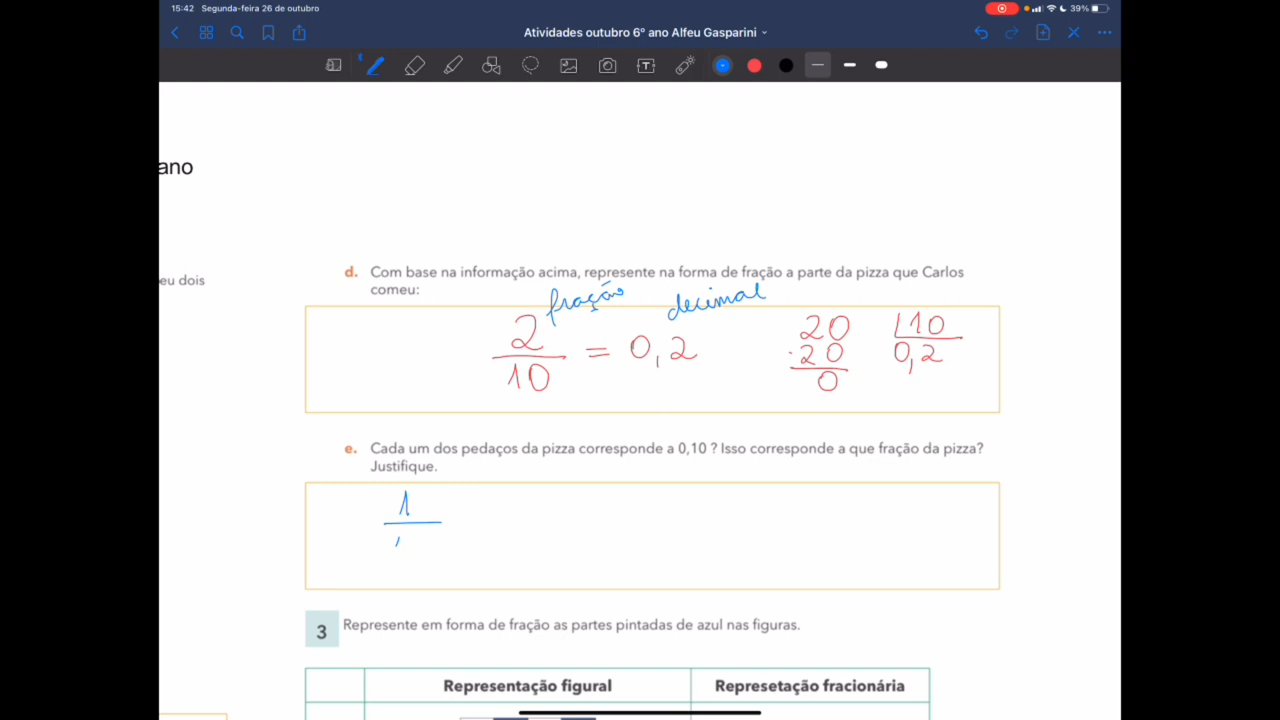 15:42 Segunda-feira 26 de outubro 39%
Atividades outubro 6º ano Alfeu Gasparini
T
ano
eu dois
d. Com base na informação acima, represente na forma de fração a parte da pizza que Carlos
comeu:
fração decimal
2/10 = 0,2
20 |10
-20 0,2
0
e. Cada um dos pedaços da pizza corresponde a 0,10 ? Isso corresponde a que fração da pizza?
Justifique.
1
3 Represente em forma de fração as partes pintadas de azul nas figuras.
Representação figural Represetação fracionária